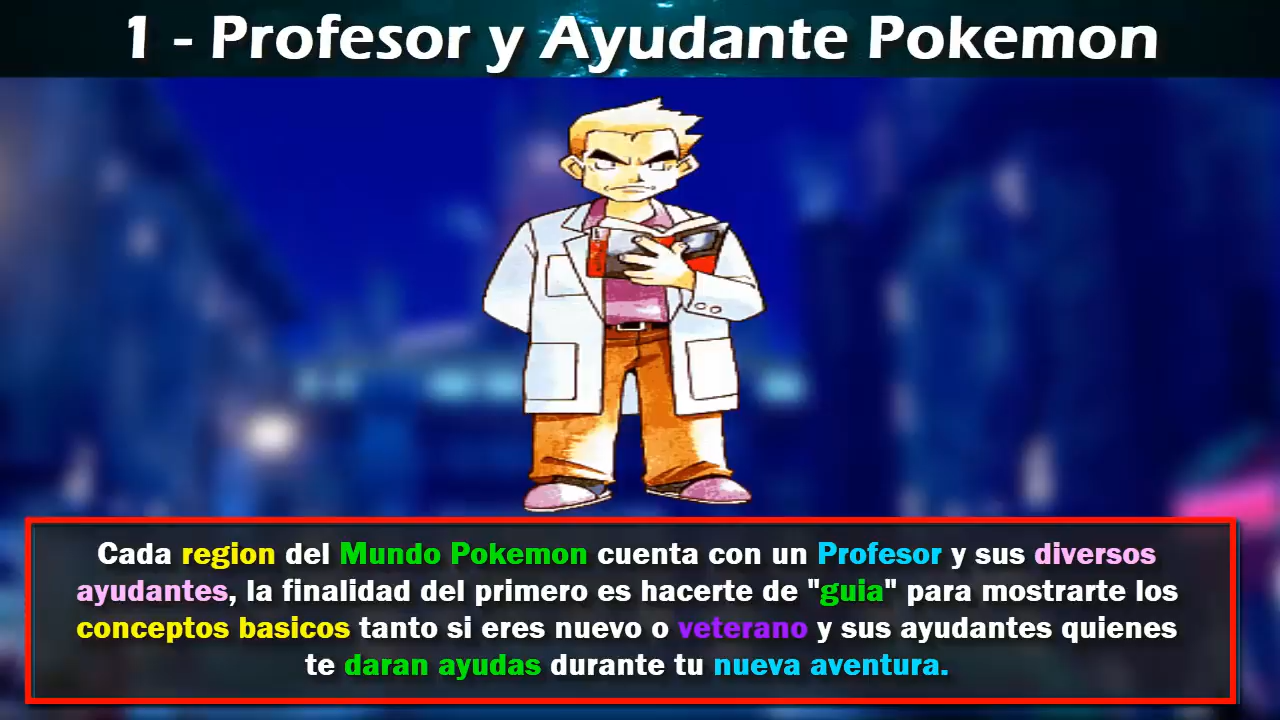 1 - Profesor y Ayudante Pokemon
Cada region del Mundo Pokemon cuenta con un Profesor y sus diversos
ayudantes, la finalidad del primero es hacerte de "guia" para mostrarte los
conceptos basicos tanto si eres nuevo o veterano y sus ayudantes quienes
te daran ayudas durante tu nueva aventura.